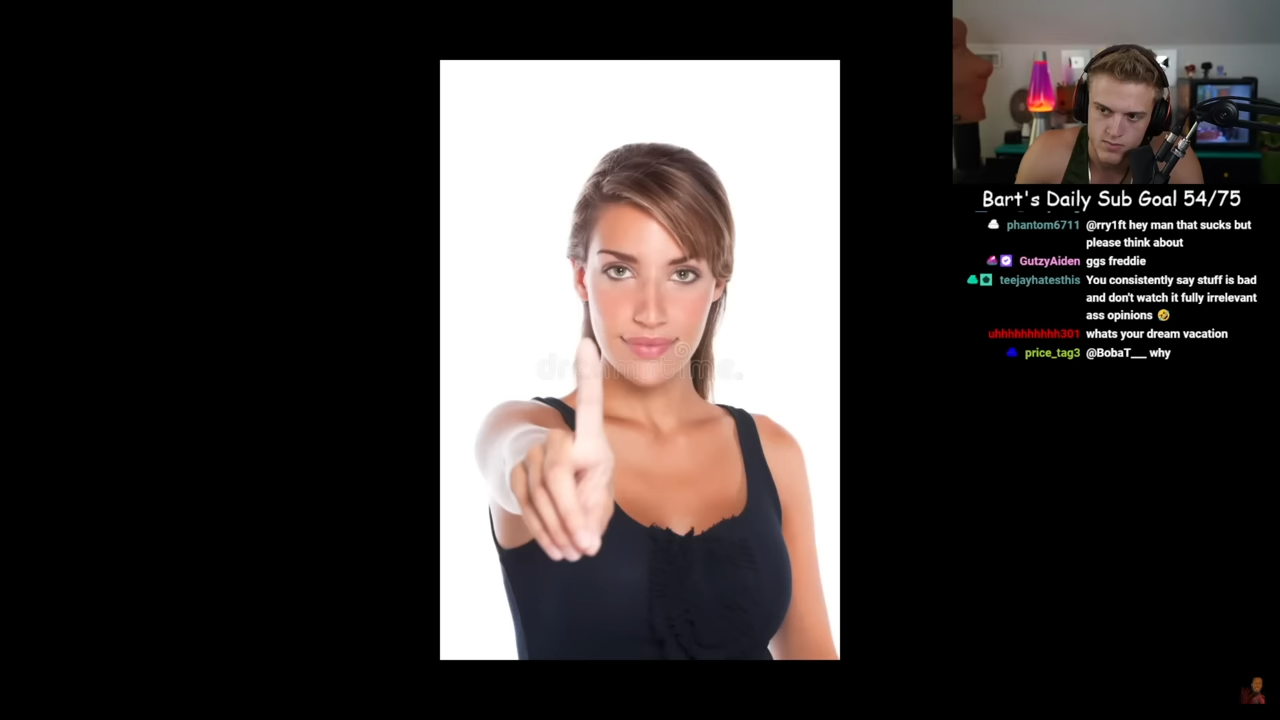 dreamstime.
Bart's Daily Sub Goal 54/75
phantom6711 @rry1ft hey man that sucks but
please think about
GutzyAiden ggs freddie
teejayhatesthis You consistently say stuff is bad
and don't watch it fully irrelevant
ass opinions 🤣
uhhhhhhhhhh301 whats your dream vacation
price_tag3 @BobaT___ why